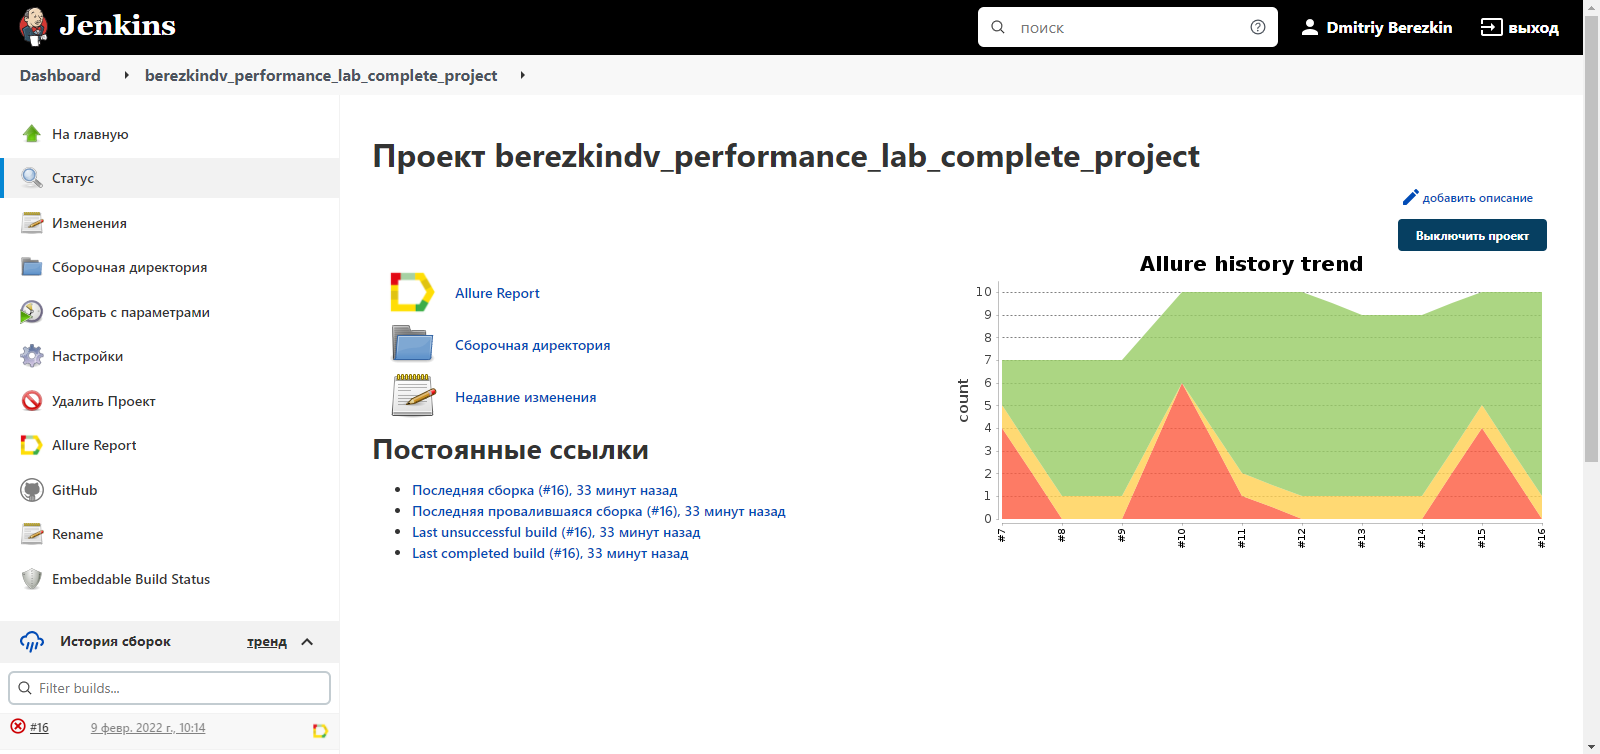 Jenkins
поиск
Dmitriy Berezkin
выход
Dashboard
berezkindv_performance_lab_complete_project
На главную
Статус
Изменения
Сборочная директория
Собрать с параметрами
Настройки
Удалить Проект
Allure Report
GitHub
Rename
Embeddable Build Status
История сборок
тренд
Filter builds...
#16
9 февр. 2022 г., 10:14
Проект berezkindv_performance_lab_complete_project
добавить описание
Выключить проект
Allure Report
Сборочная директория
Недавние изменения
Постоянные ссылки
Последняя сборка (#16), 33 минут назад
Последняя провалившаяся сборка (#16), 33 минут назад
Last unsuccessful build (#16), 33 минут назад
Last completed build (#16), 33 минут назад
Allure history trend
count
10
9
8
7
6
5
4
3
2
1
0
#7
#8
#9
#10
#11
#12
#13
#14
#15
#16